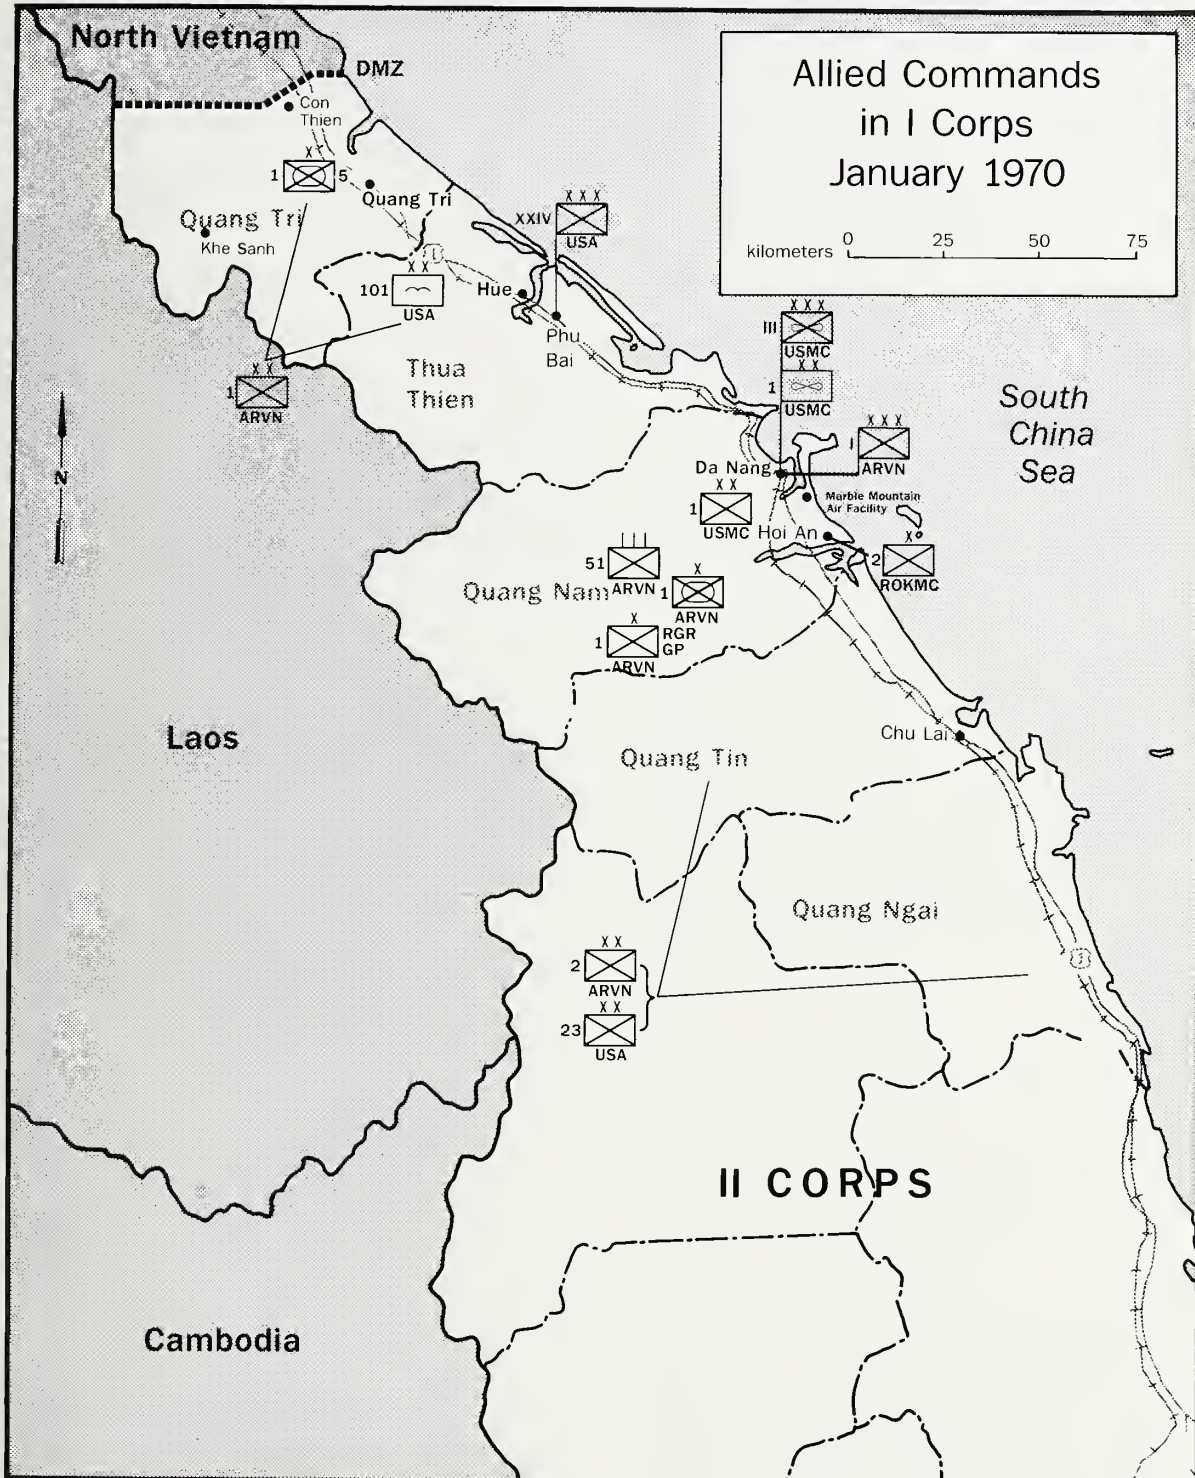 North Vietnam
DMZ
Con
Thien
Allied Commands
in I Corps
January 1970
kilometers 0 25 50 75
X
1 5
Quang Tri
Quang Tri
Khe Sanh
X X X
XXIV
USA
X X
101
USA
1
Hue
Phu
Bai
X X
1
ARVN
Thua
Thien
X X X
III
USMC
X X
1
USMC
South
China
Sea
X X X
I
ARVN
N
Da Nang
X X
1
USMC
Marble Mountain
Air Facility
Hoi An
X
2
ROKMC
51
ARVN
Quang Nam
X
1
ARVN
X
1
RGR
GP
ARVN
Laos
Chu Lai
Quang Tin
Quang Ngai
X X
2
ARVN
X X
23
USA
1
II CORPS
Cambodia